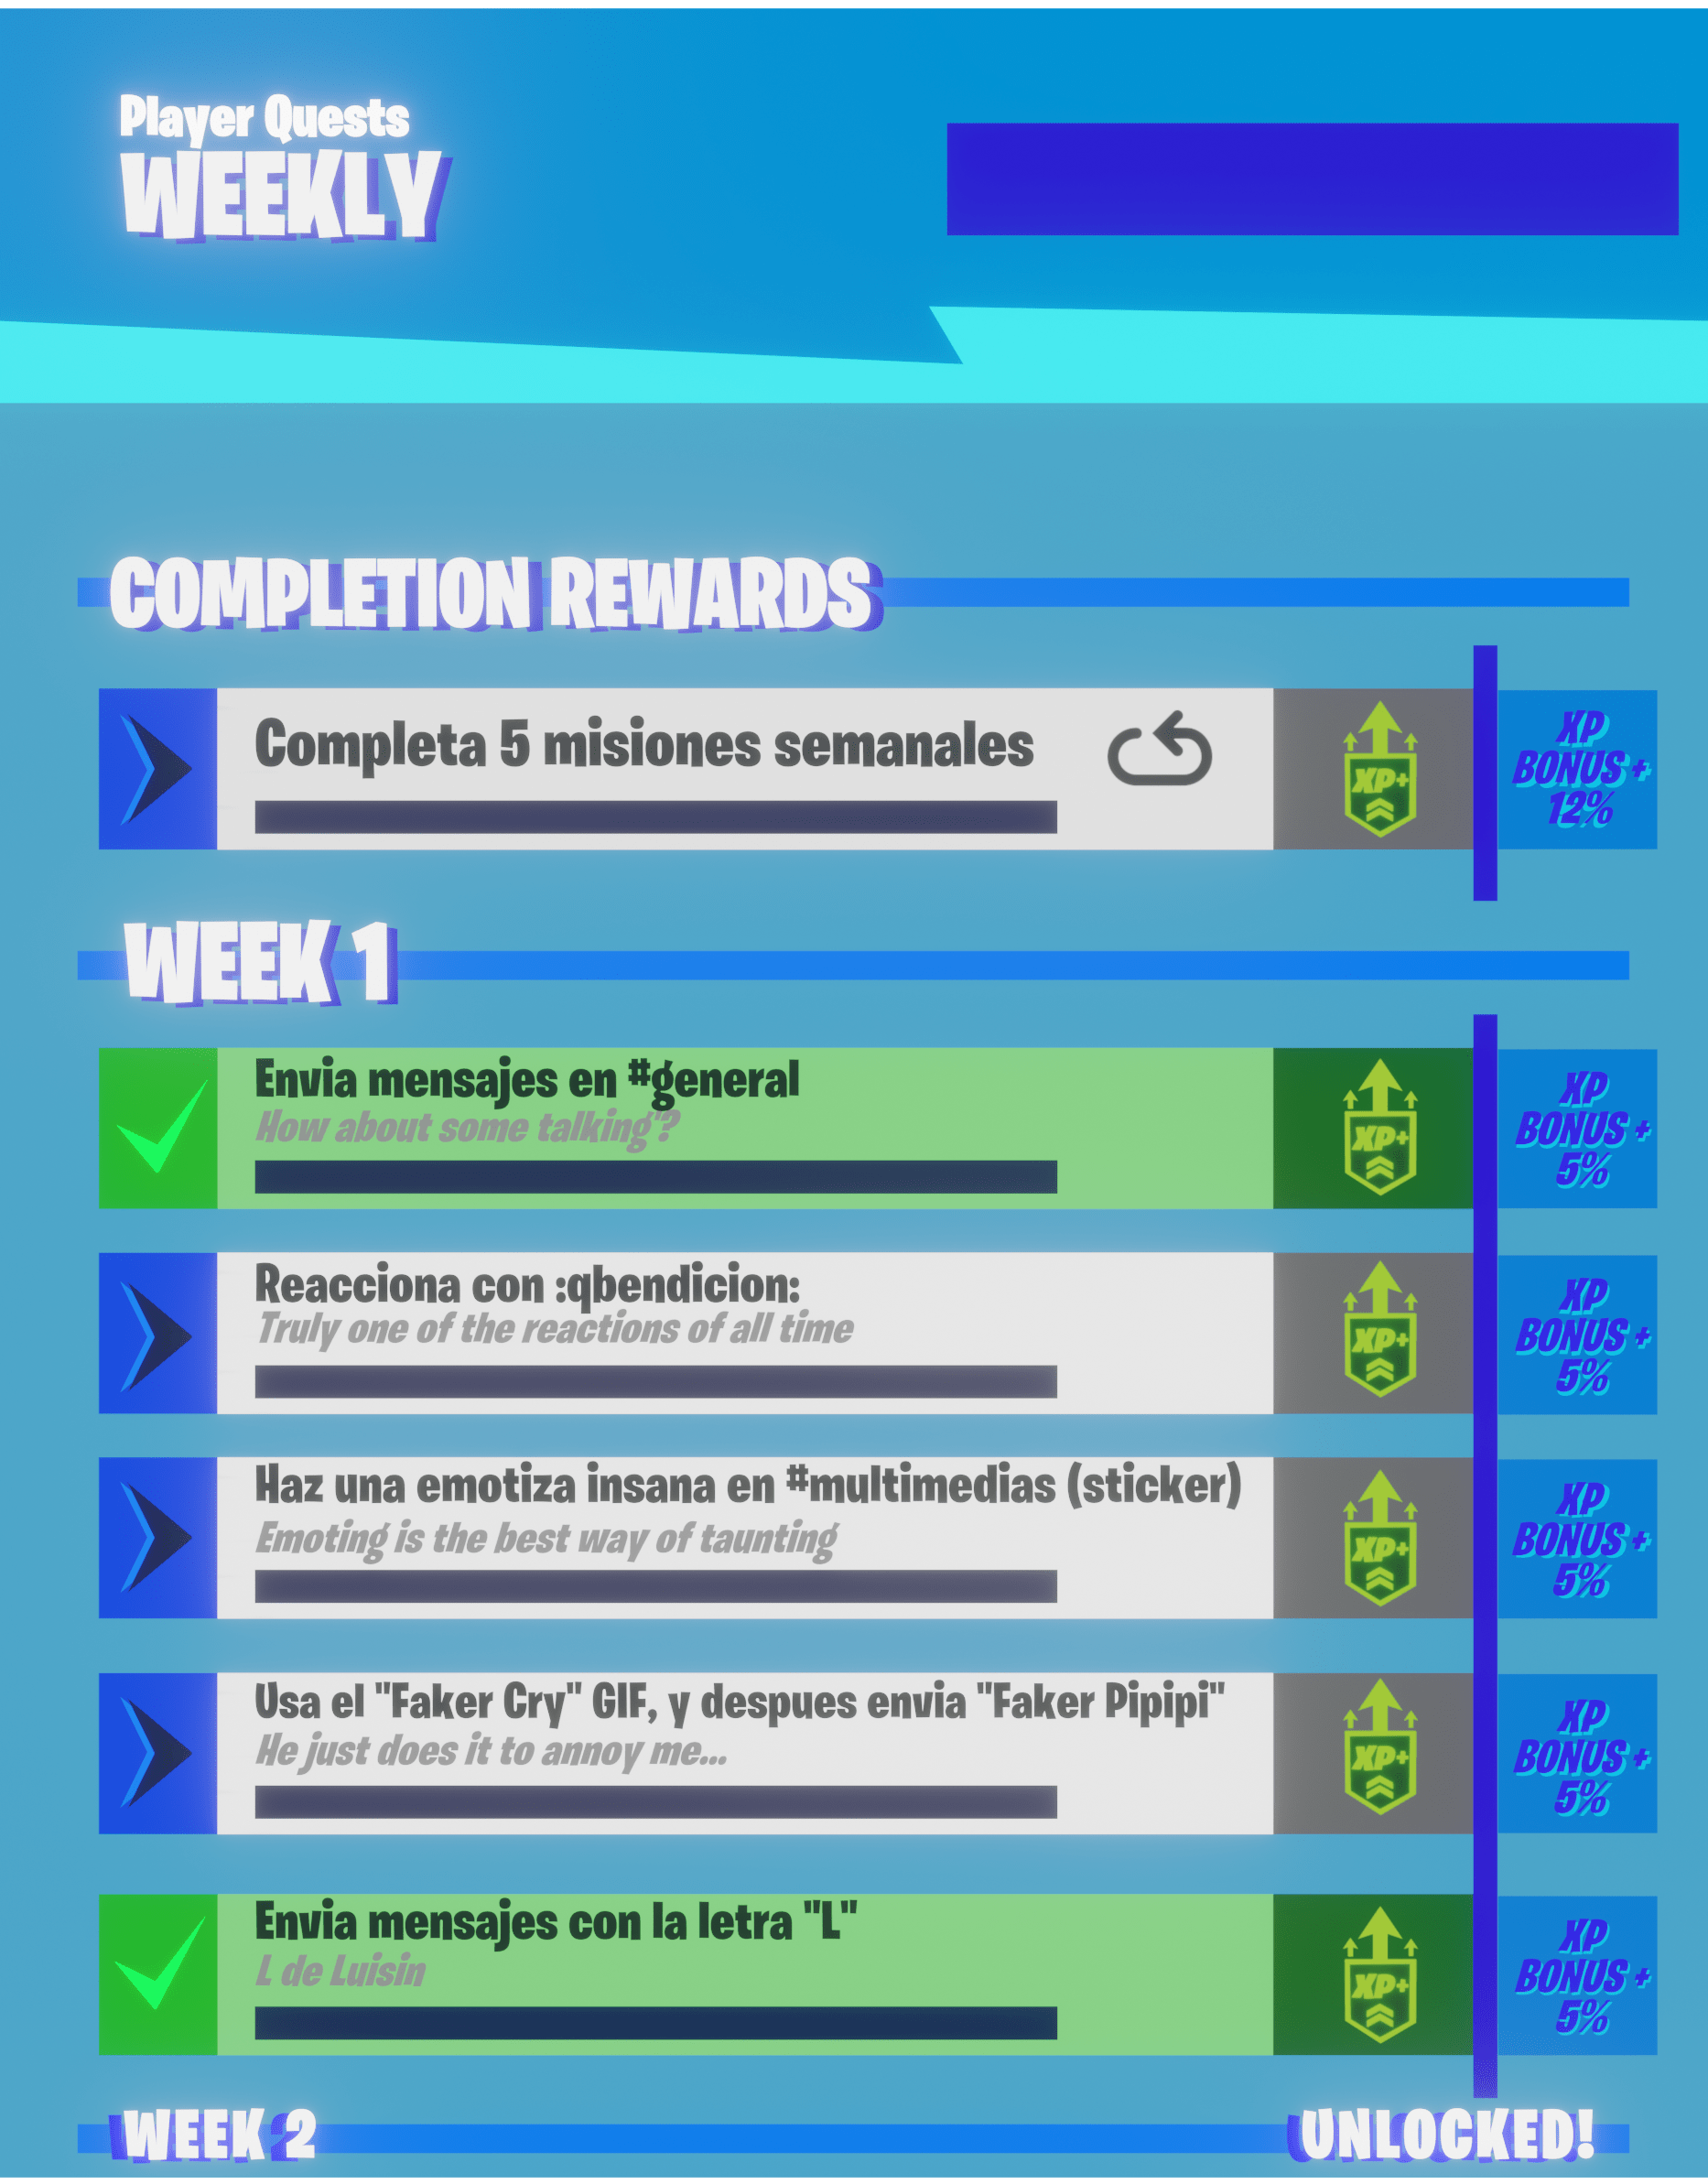 Player Quests
WEEKLY
COMPLETION REWARDS
Completa 5 misiones semanales
XP+
XP
BONUS +
12%
WEEK 1
Envia mensajes en #general
How about some talking?
XP+
XP
BONUS +
5%
Reacciona con :qbendicion:
Truly one of the reactions of all time
XP+
XP
BONUS +
5%
Haz una emotiza insana en #multimedias (sticker)
Emoting is the best way of taunting
XP+
XP
BONUS +
5%
Usa el "Faker Cry" GIF, y despues envia "Faker Pipipi"
He just does it to annoy me...
XP+
XP
BONUS +
5%
Envia mensajes con la letra "L"
L de Luisin
XP+
XP
BONUS +
5%
WEEK 2
UNLOCKED!